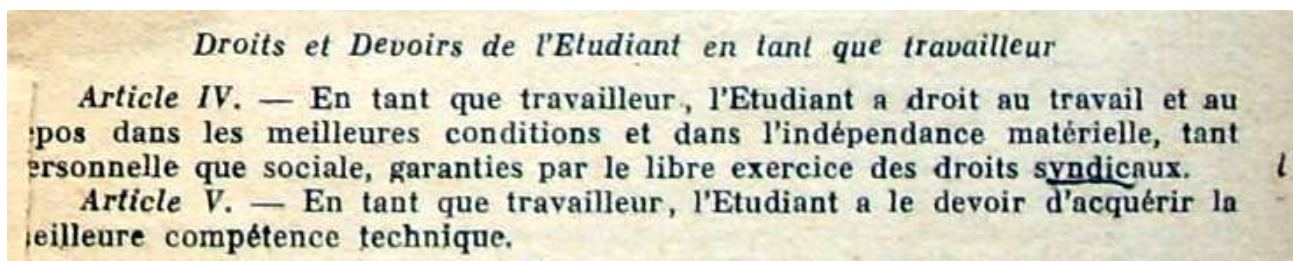 Droits et Devoirs de l'Etudiant en tant que travailleur
Article IV. — En tant que travailleur, l'Etudiant a droit au travail et au
epos dans les meilleures conditions et dans l'indépendance matérielle, tant
ersonnelle que sociale, garanties par le libre exercice des droits syndicaux.
Article V. — En tant que travailleur, l'Etudiant a le devoir d'acquérir la
eilleure compétence technique.